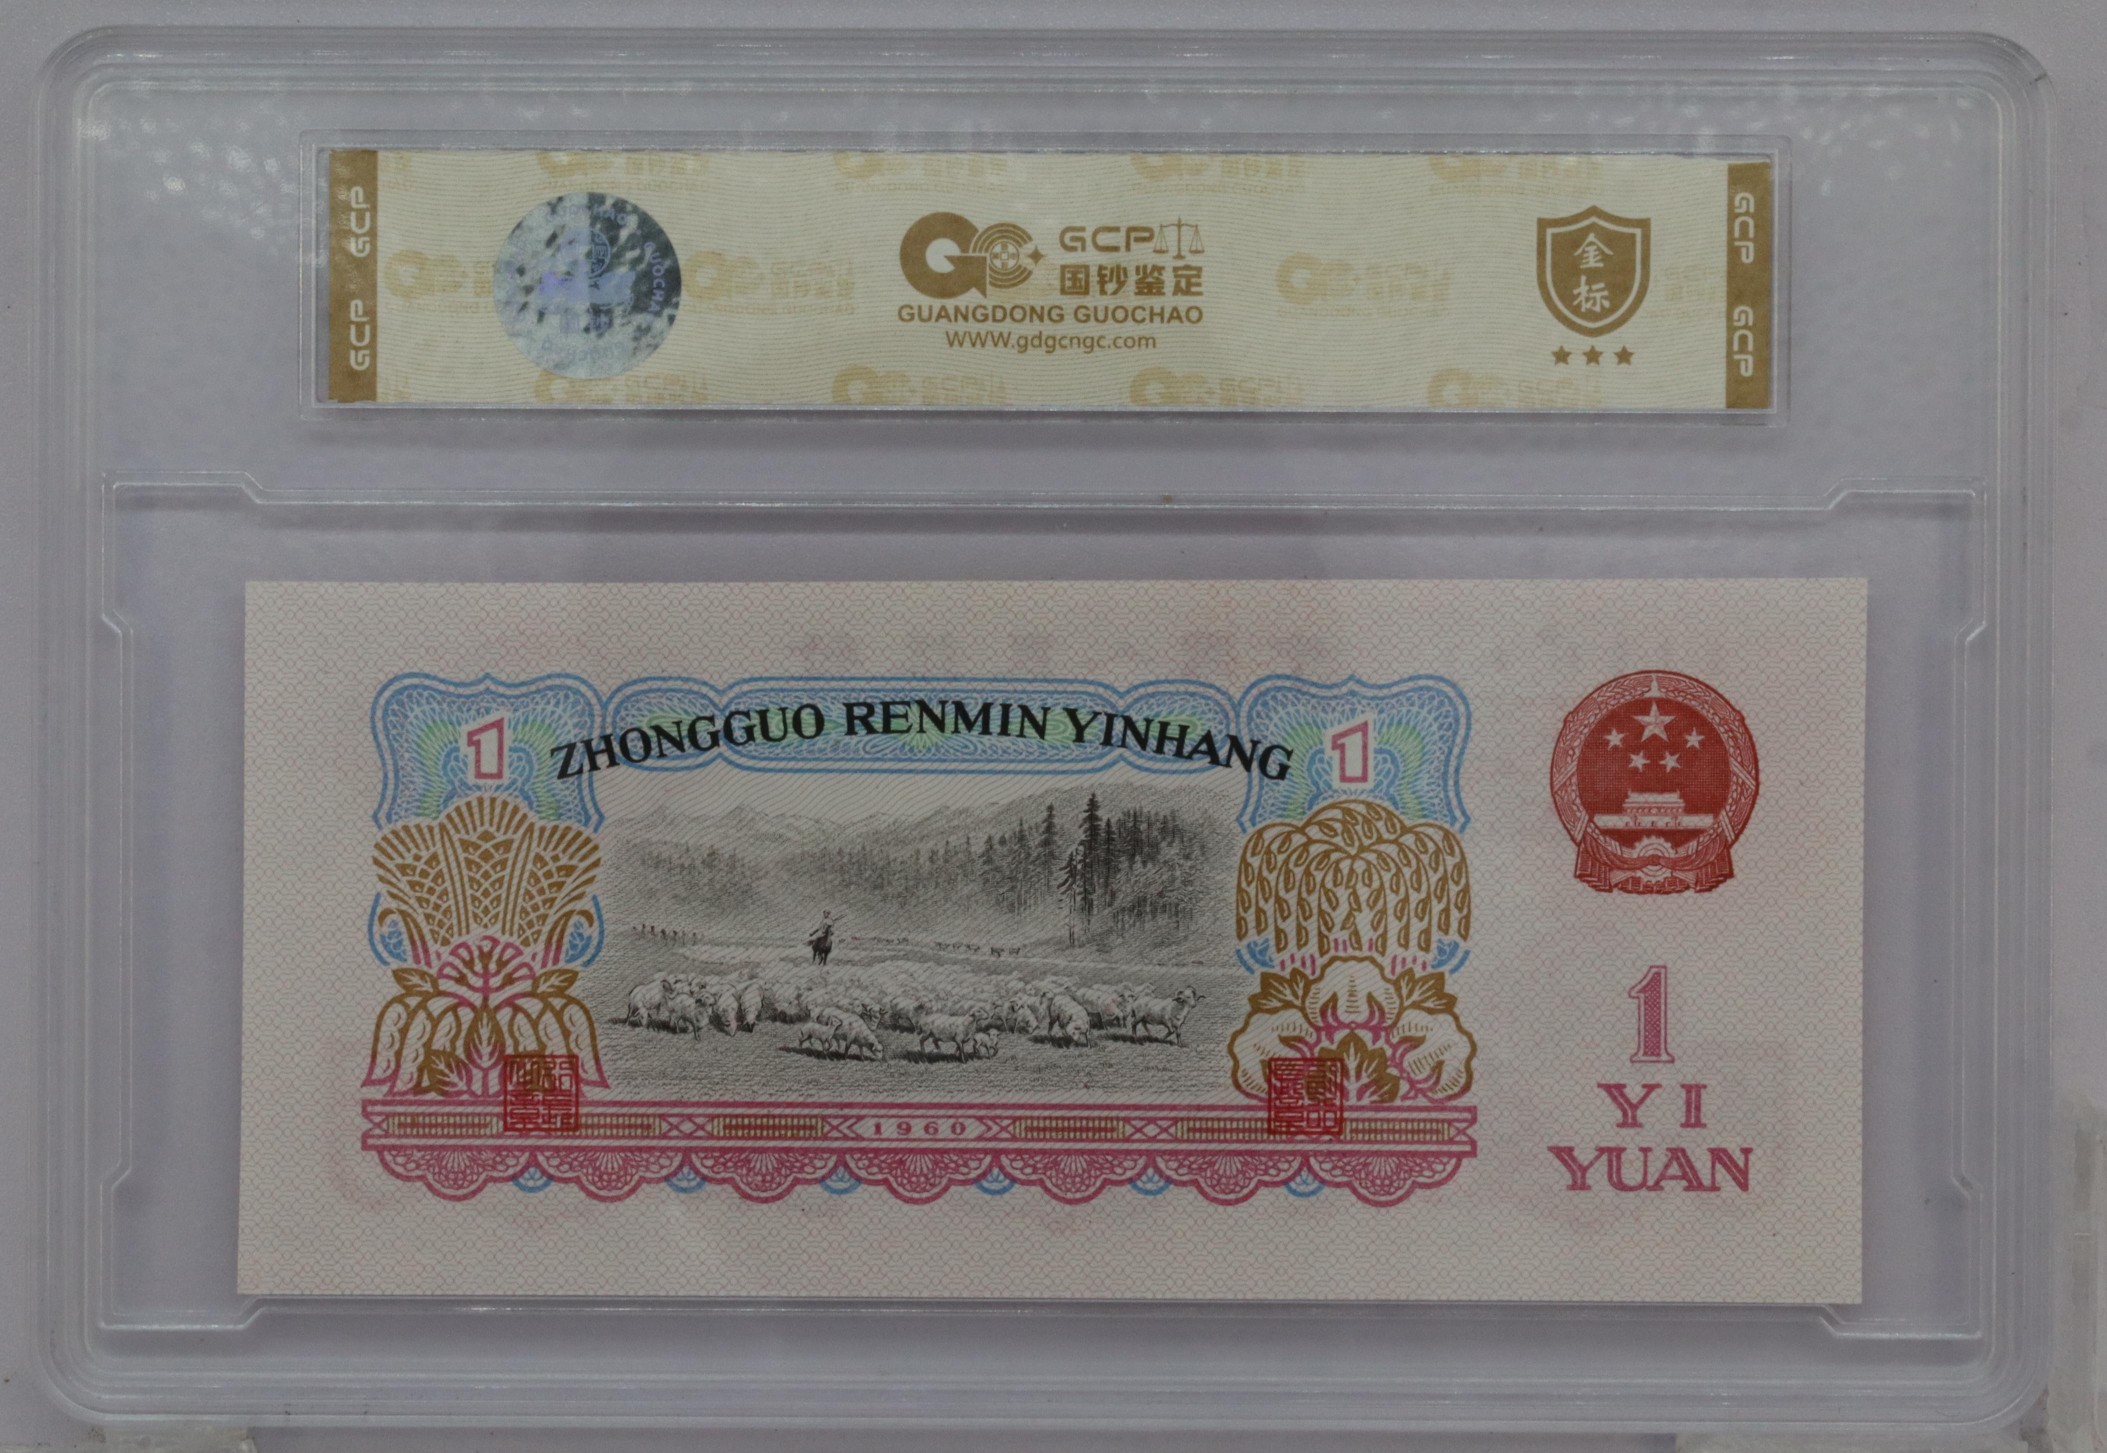 GCP
GCP
GCP
国钞鉴定
GUANGDONG GUOCHAO
WWW.gdgcngc.com
金
标
GCP
GCP
1
ZHONGGUO RENMIN YINHANG
1
1
YI
YUAN
1960